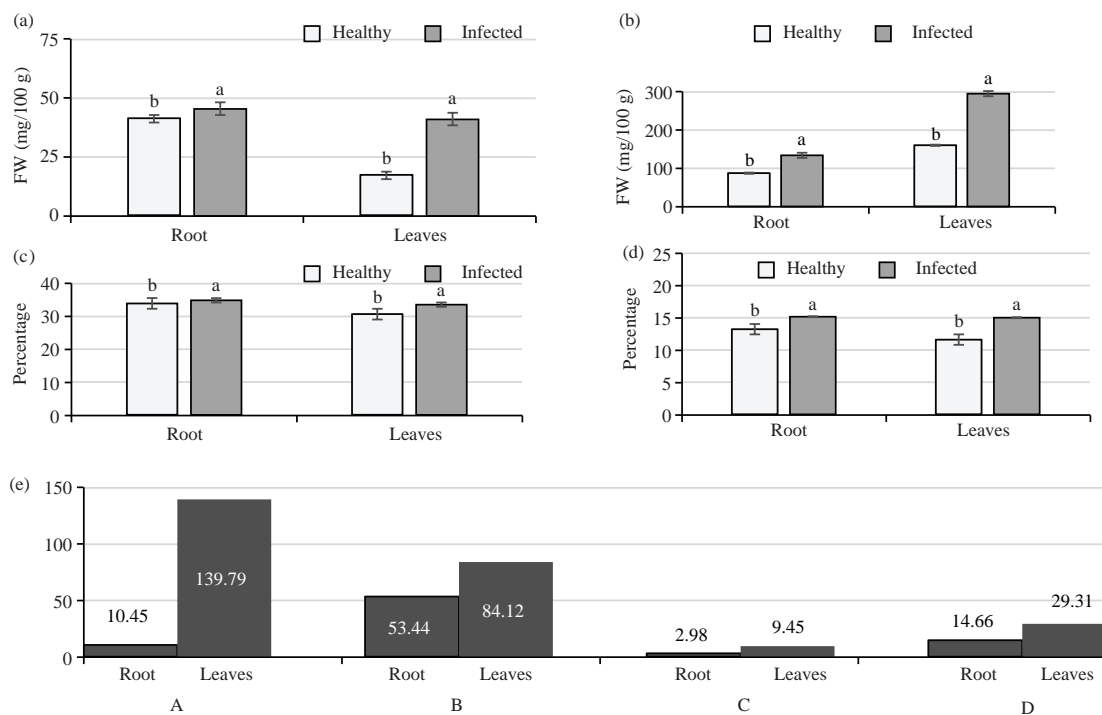 (a)
75
50
25
0
FW (mg/100 g)
Healthy
Infected
b
a
b
a
Root
Leaves
(b)
Healthy
Infected
300
200
100
0
FW (mg/100 g)
b
a
b
a
Root
Leaves
(c)
40
30
20
10
0
Percentage
Healthy
Infected
b
a
b
a
Root
Leaves
(d)
25
20
15
10
5
0
Percentage
Healthy
Infected
b
a
b
a
Root
Leaves
(e)
150
100
50
0
10.45
139.79
53.44
84.12
2.98
9.45
14.66
29.31
Root
Leaves
Root
Leaves
Root
Leaves
Root
Leaves
A
B
C
D